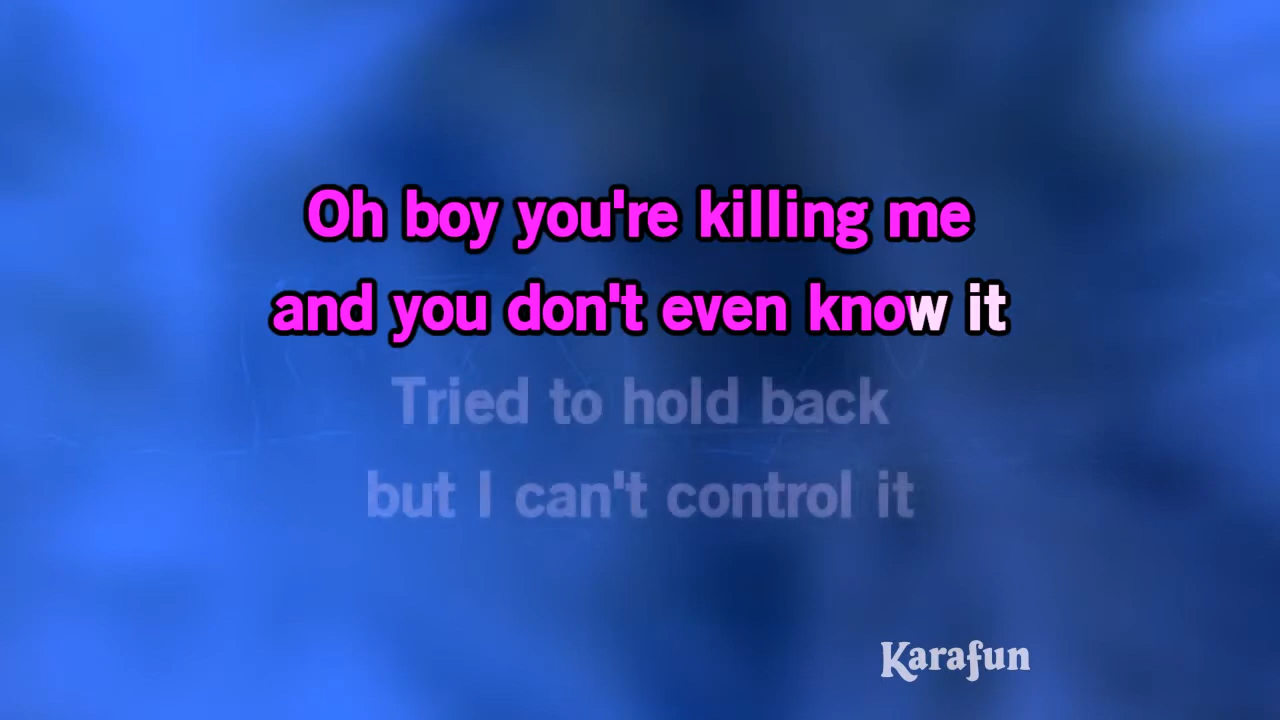 Oh boy you're killing me
and you don't even know it
Tried to hold back
but I can't control it
Karafun